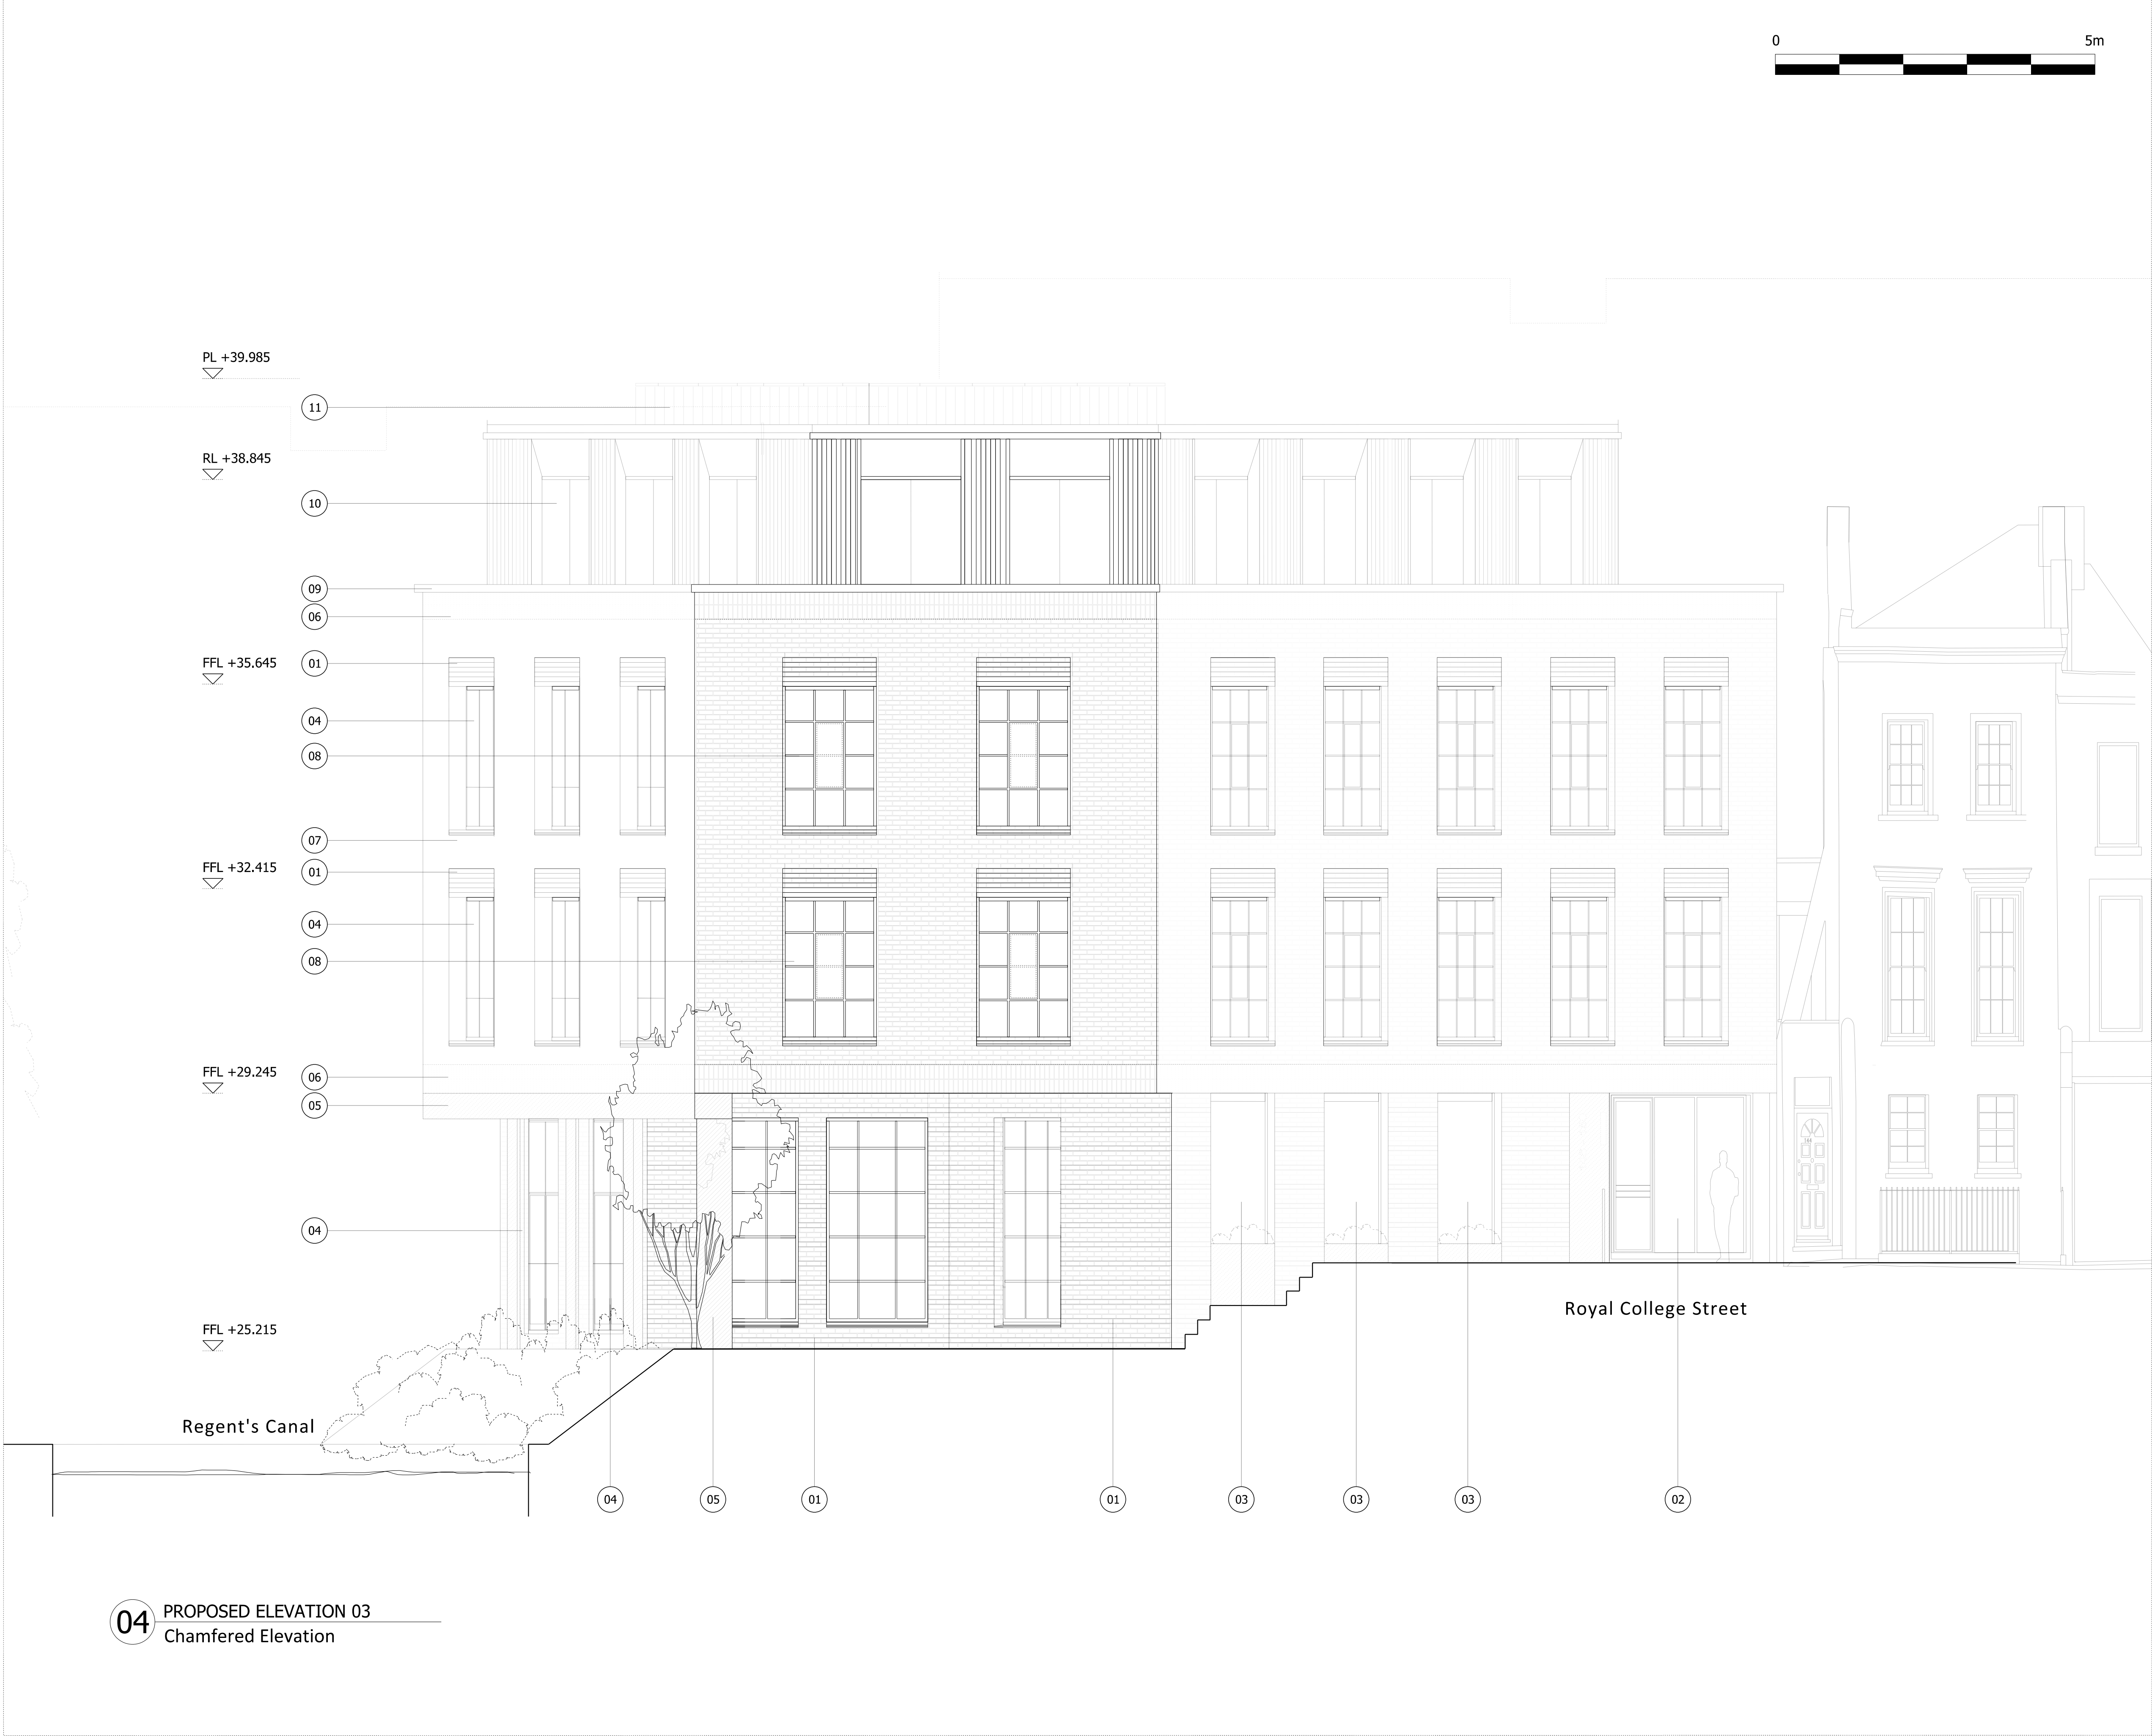 0 5m
PL +39.985
11
RL +38.845
10
09
06
FFL +35.645 01
04
08
07
FFL +32.415 01
04
08
FFL +29.245 06
05
04
FFL +25.215
Royal College Street
Regent's Canal
04 05 01 01 03 03 03 02
04 PROPOSED ELEVATION 03
Chamfered Elevation